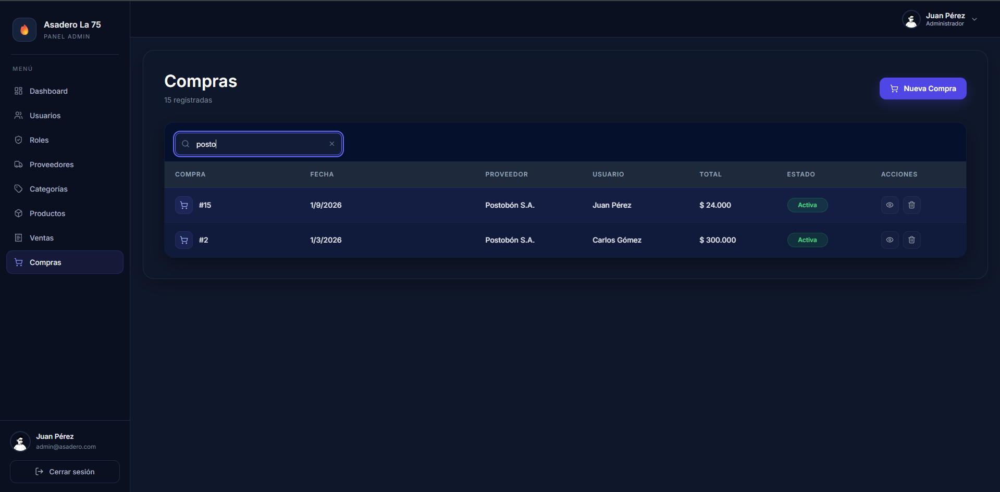 Asadero La 75
PANEL ADMIN
MENÚ
Dashboard
Usuarios
Roles
Proveedores
Categorías
Productos
Ventas
Compras
Juan Pérez
admin@asadero.com
Cerrar sesión
Juan Pérez
Administrador
Compras
15 registradas
Nueva Compra
posto
COMPRA FECHA PROVEEDOR USUARIO TOTAL ESTADO ACCIONES
#15 1/9/2026 Postobón S.A. Juan Pérez $ 24.000 Activa
#2 1/3/2026 Postobón S.A. Carlos Gómez $ 300.000 Activa